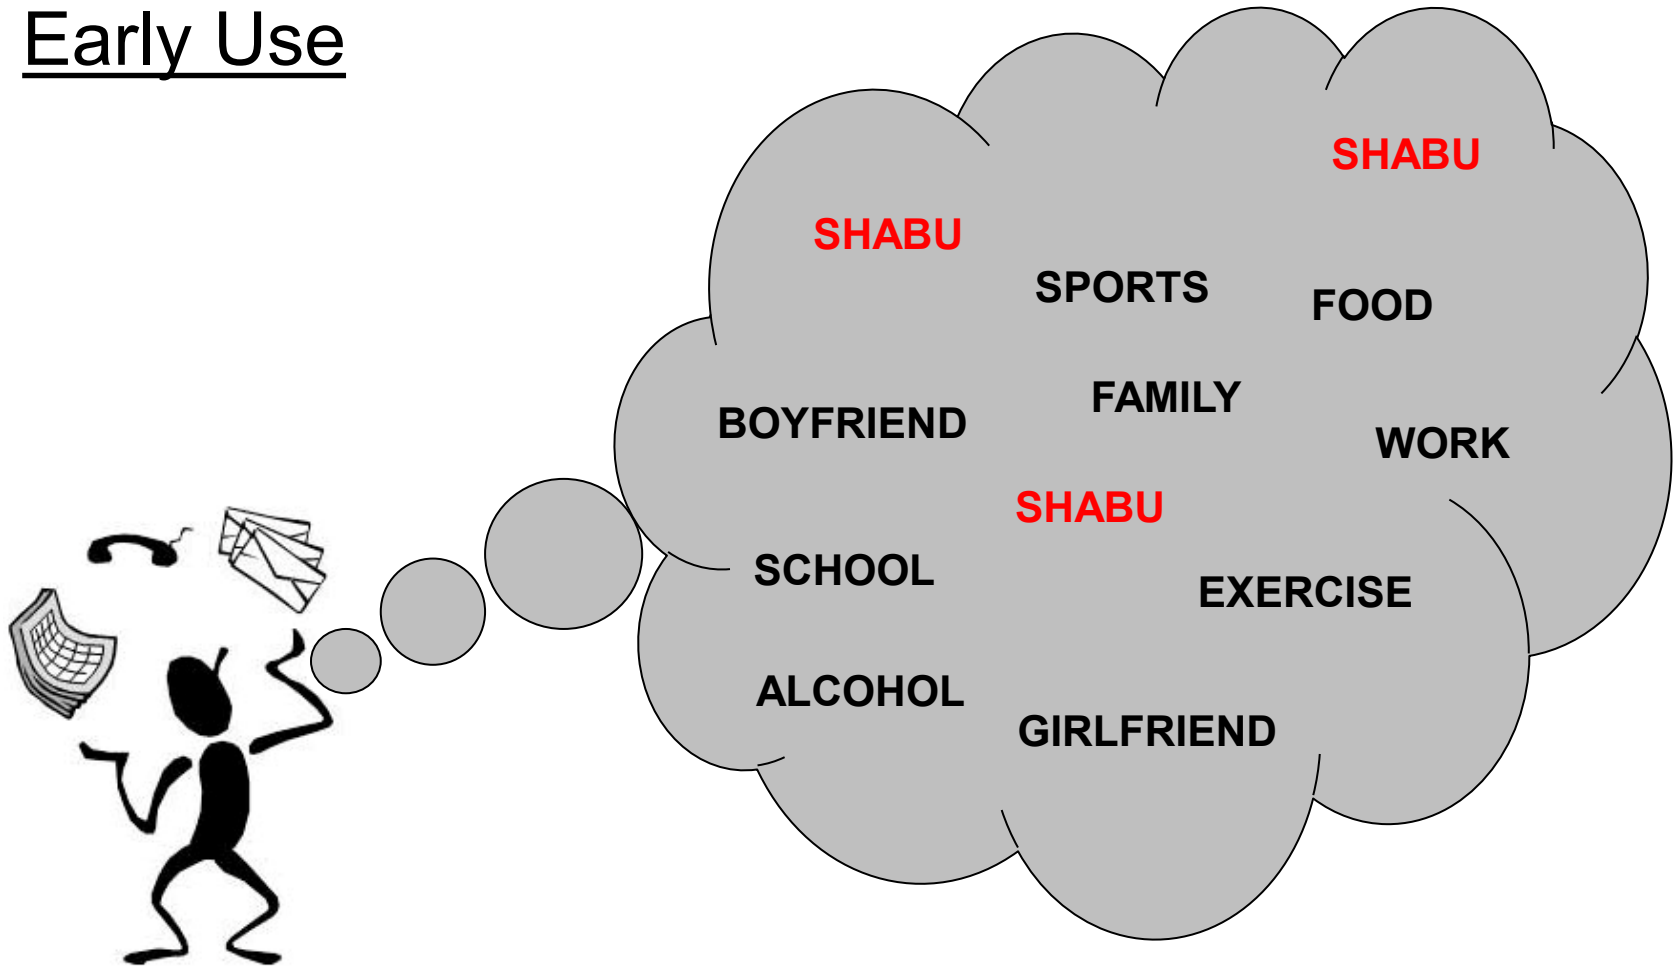 Early Use
SHABU
SHABU
SPORTS
FOOD
FAMILY
BOYFRIEND
WORK
SHABU
SCHOOL
EXERCISE
ALCOHOL
GIRLFRIEND